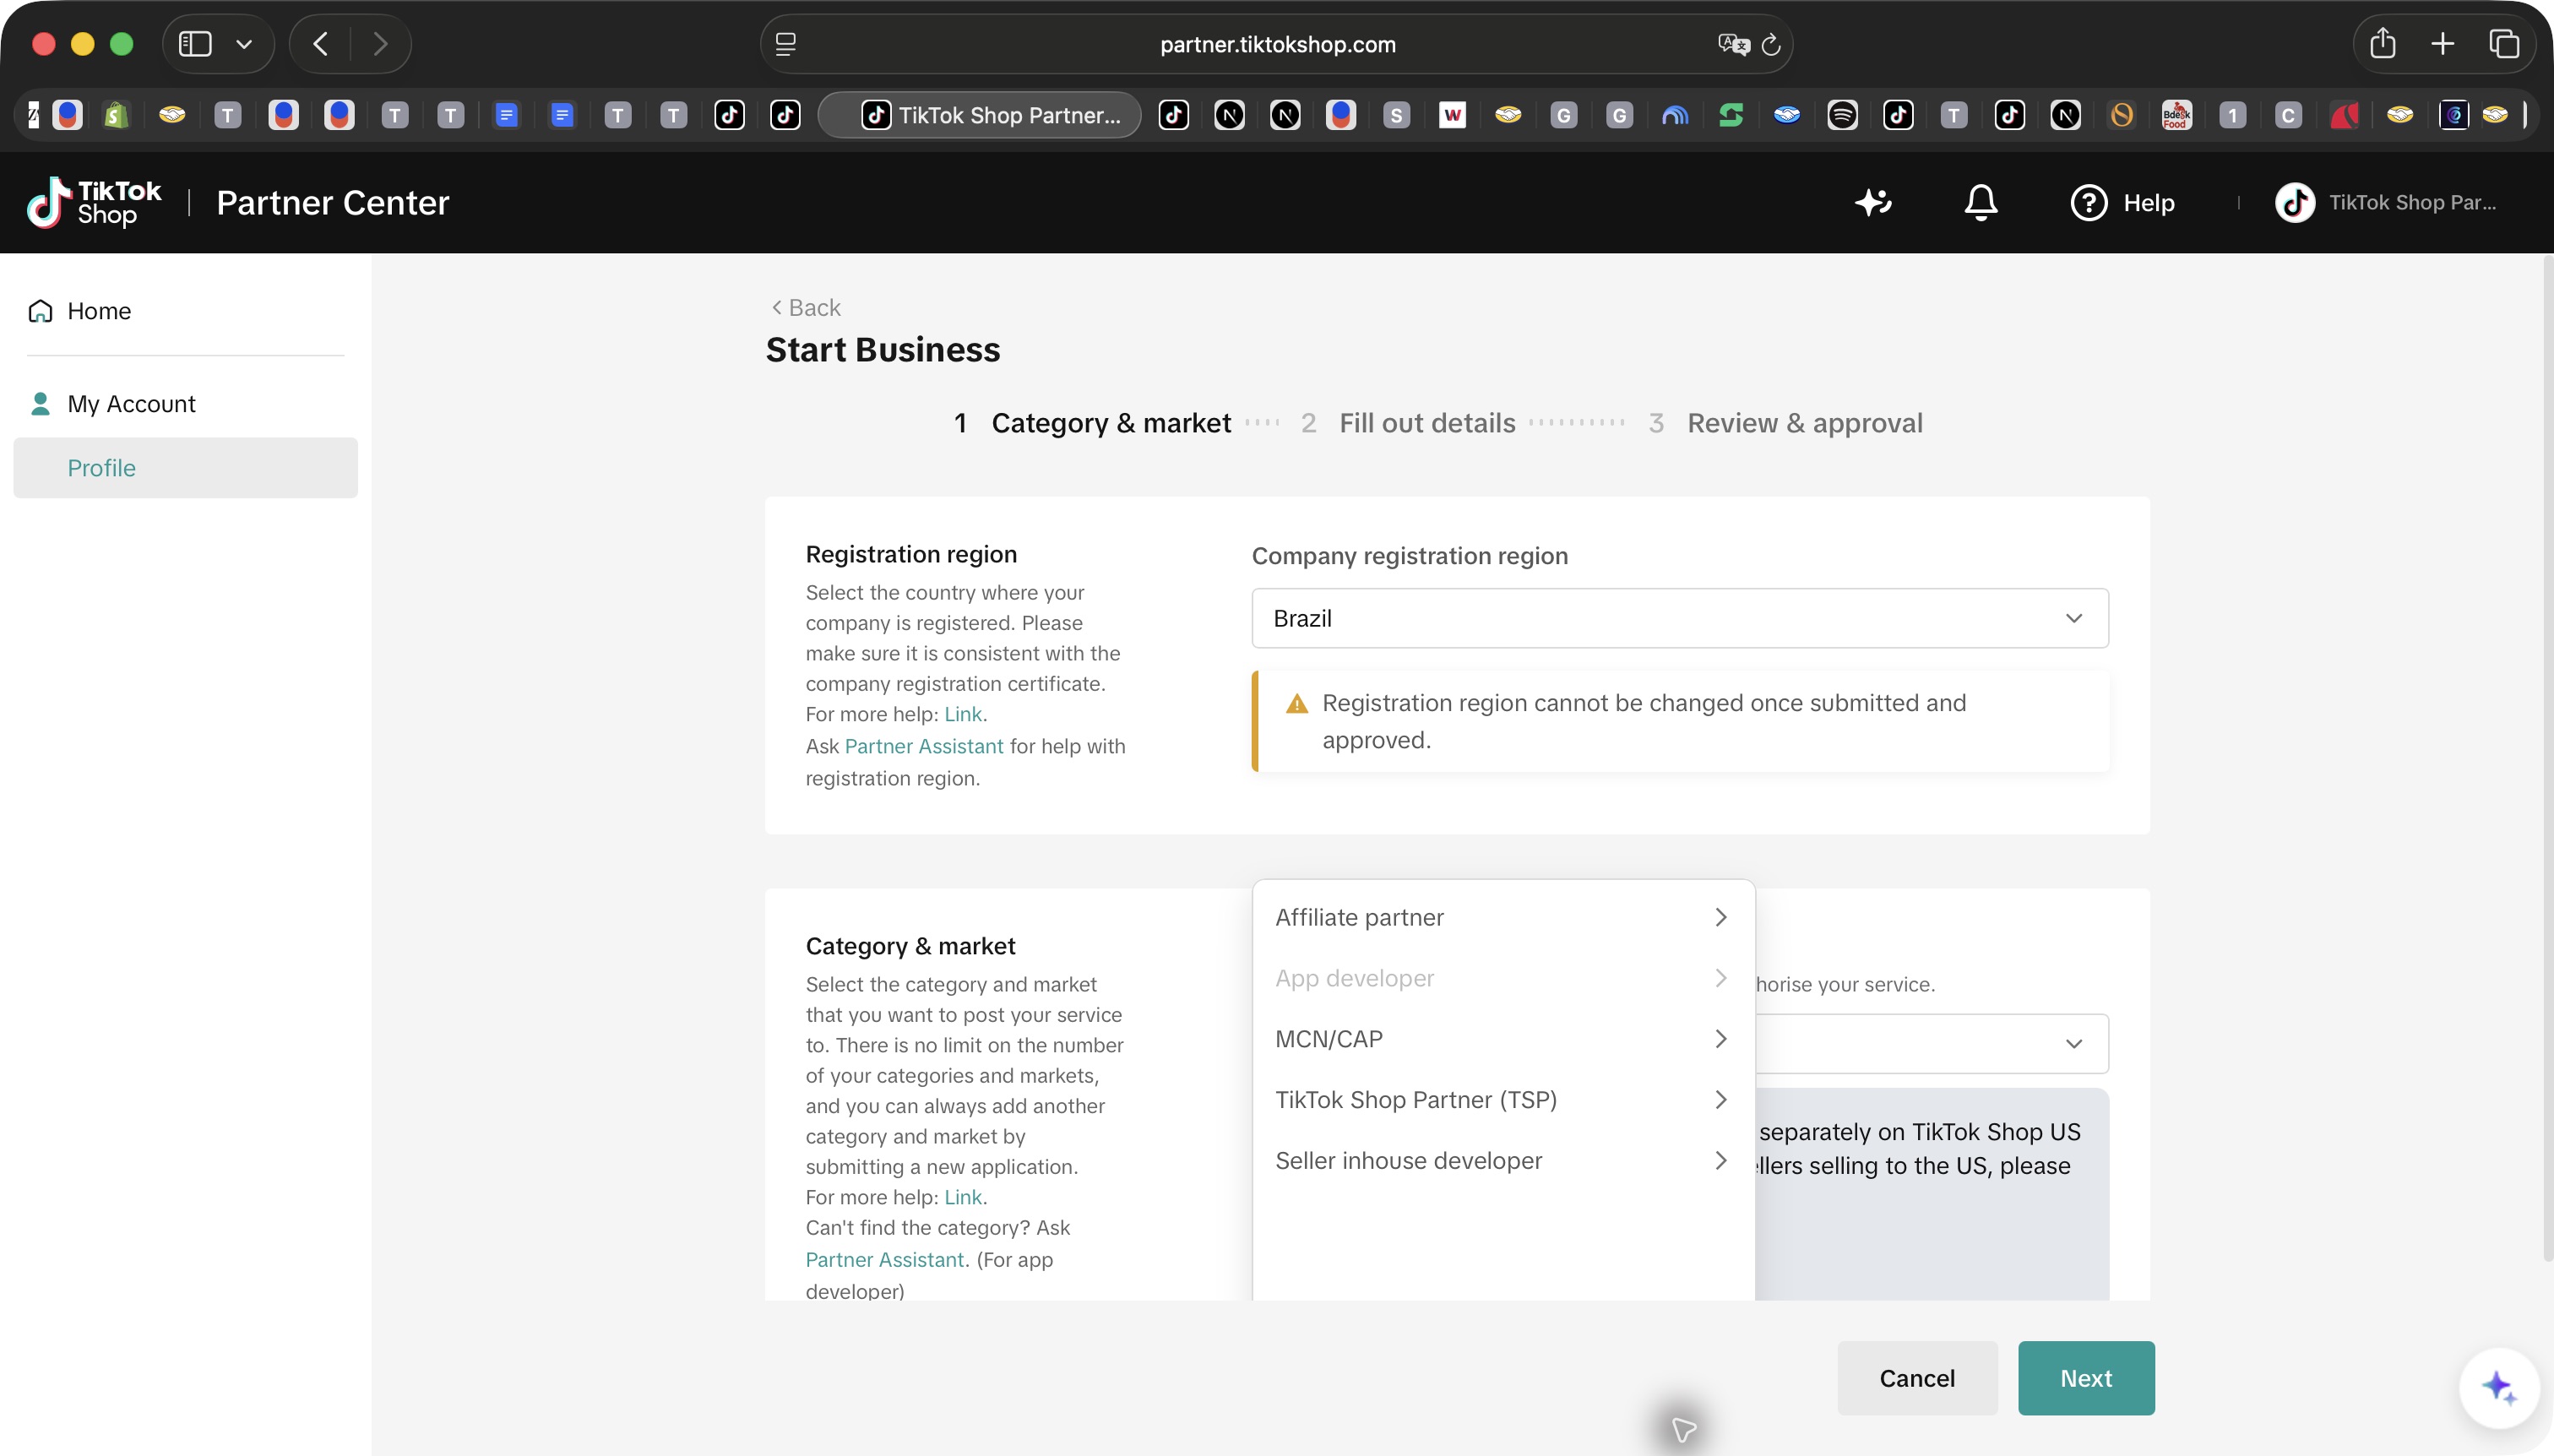 partner.tiktokshop.com
TikTok Shop Partner...
TikTok
Shop
Partner Center
Help
TikTok Shop Par...
Home
My Account
Profile
Back
Start Business
1 Category & market 2 Fill out details 3 Review & approval
Registration region
Select the country where your
company is registered. Please
make sure it is consistent with the
company registration certificate.
For more help: Link.
Ask Partner Assistant for help with
registration region.
Company registration region
Brazil
Registration region cannot be changed once submitted and
approved.
Category & market
Select the category and market
that you want to post your service
to. There is no limit on the number
of your categories and markets,
and you can always add another
category and market by
submitting a new application.
For more help: Link.
Can't find the category? Ask
Partner Assistant. (For app
developer)
Affiliate partner
App developer
MCN/CAP
TikTok Shop Partner (TSP)
Seller inhouse developer
your service.
separately on TikTok Shop US
selling to the US, please
Cancel
Next